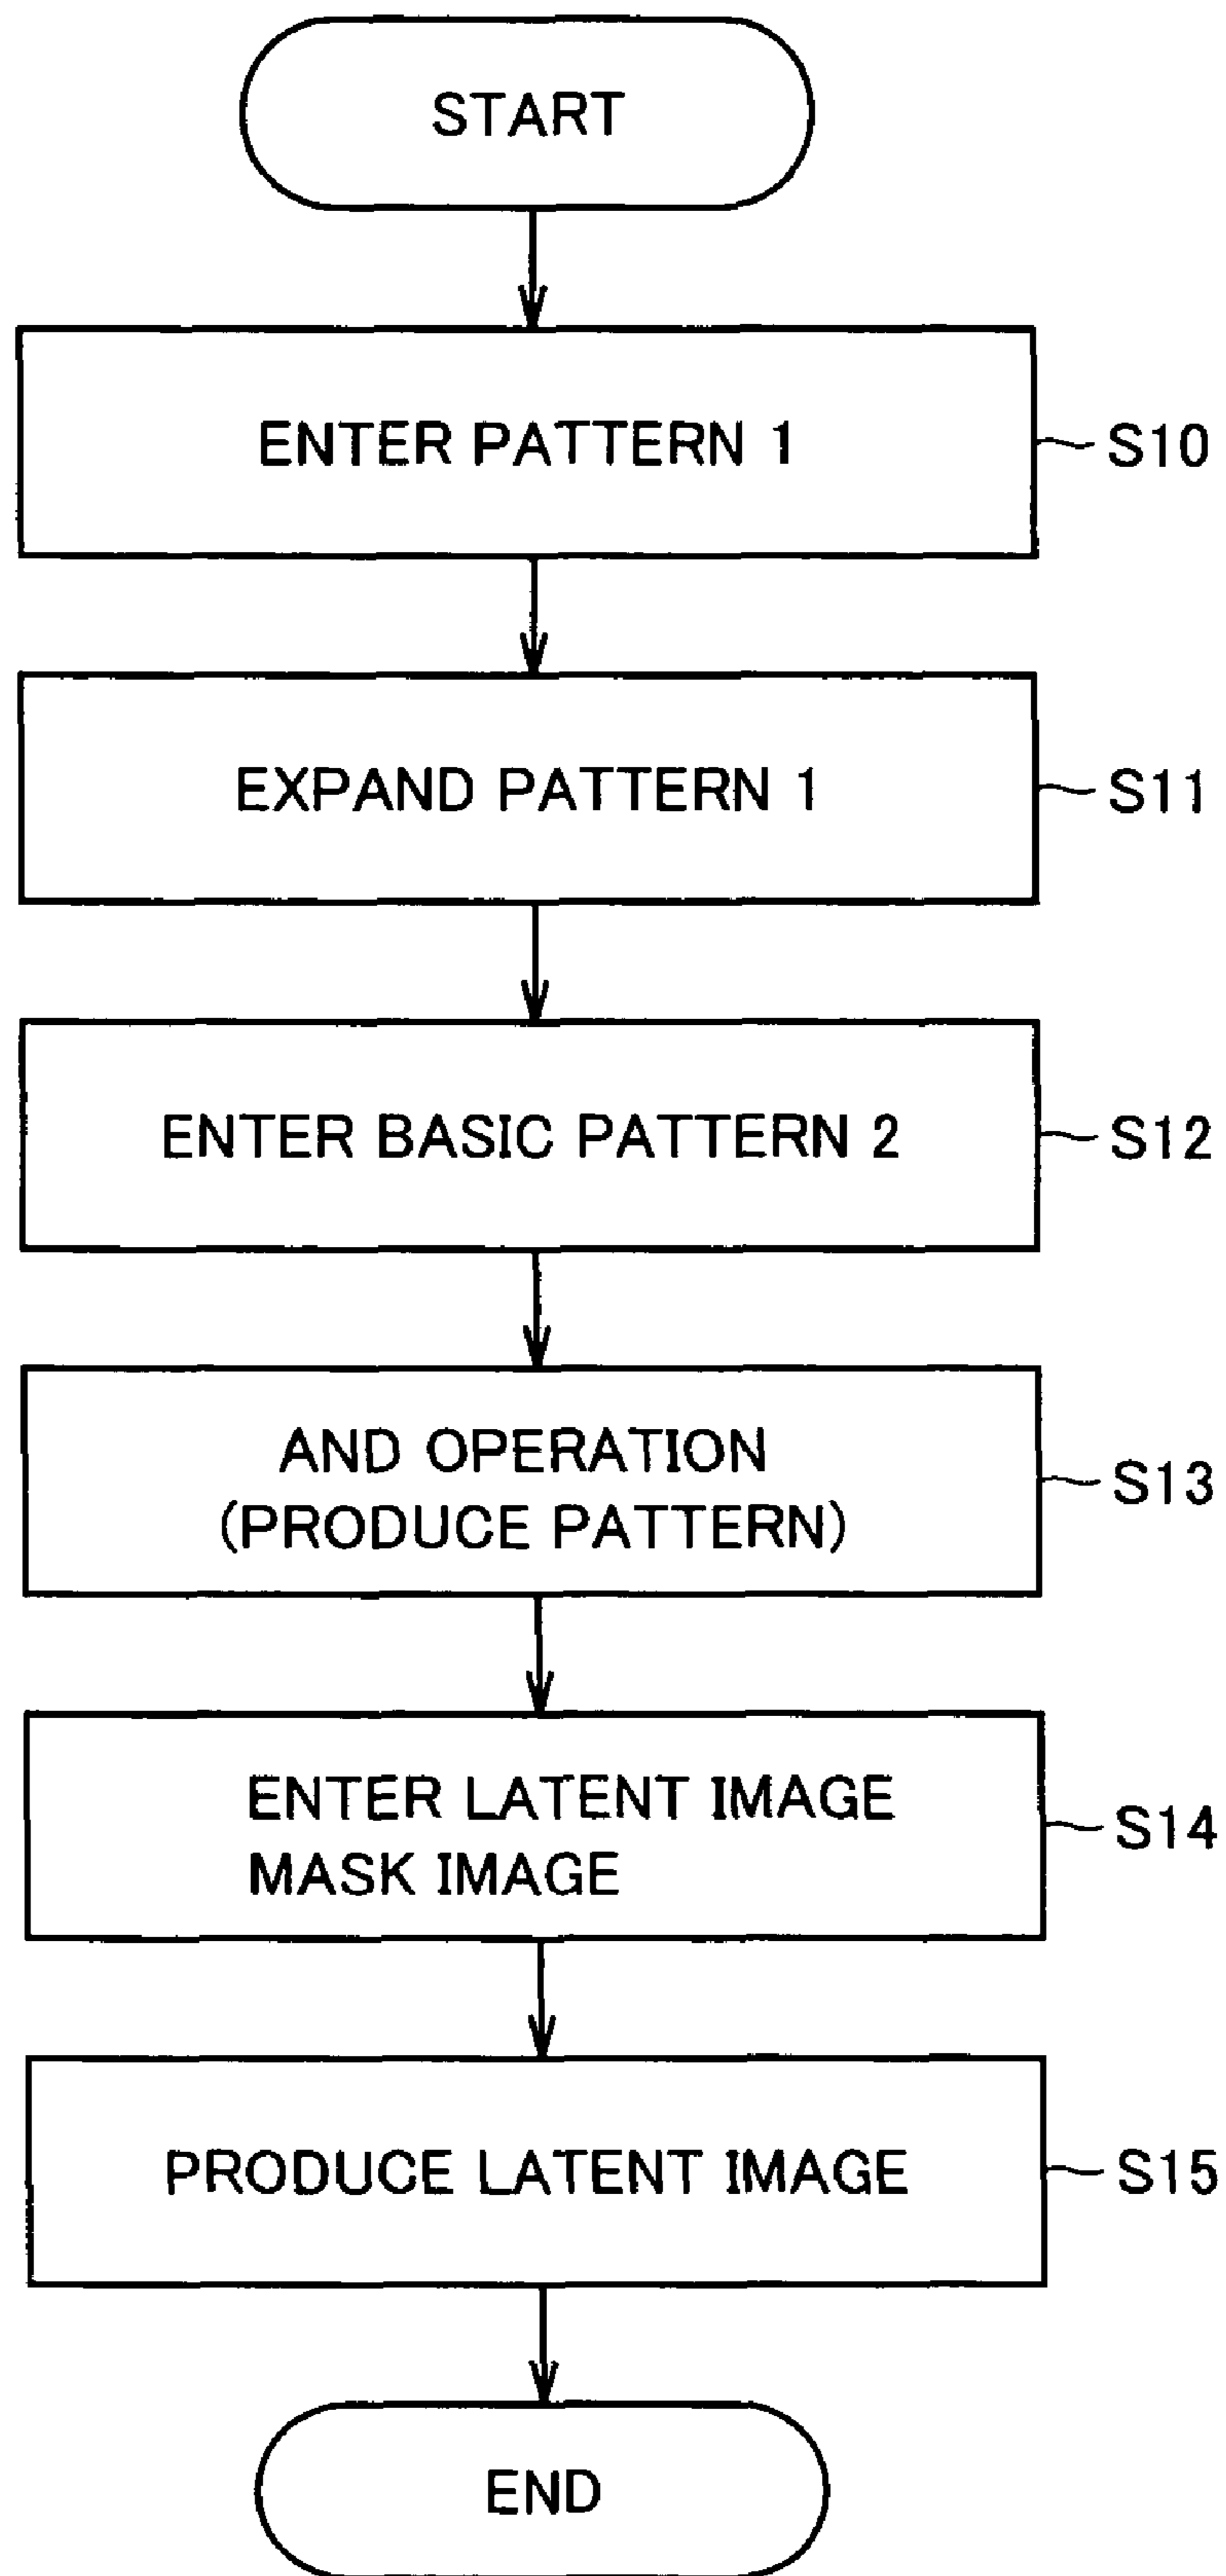 START
ENTER PATTERN 1
S10
EXPAND PATTERN 1
S11
ENTER BASIC PATTERN 2
S12
AND OPERATION
(PRODUCE PATTERN)
S13
ENTER LATENT IMAGE
MASK IMAGE
S14
PRODUCE LATENT IMAGE
S15
END